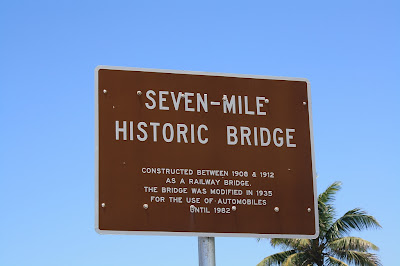 SEVEN-MILE
HISTORIC BRIDGE
CONSTRUCTED BETWEEN 1908 & 1912
AS A RAILWAY BRIDGE.
THE BRIDGE WAS MODIFIED IN 1935
FOR THE USE OF AUTOMOBILES
UNTIL 1982